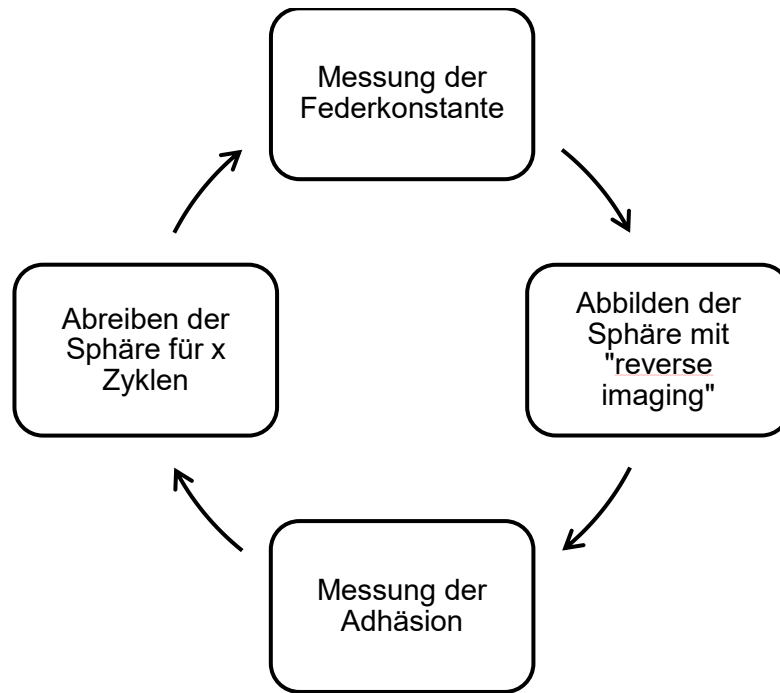 Messung der
Federkonstante
Abbilden der
Sphäre mit
"reverse
imaging"
Messung der
Adhäsion
Abreiben der
Sphäre für x
Zyklen